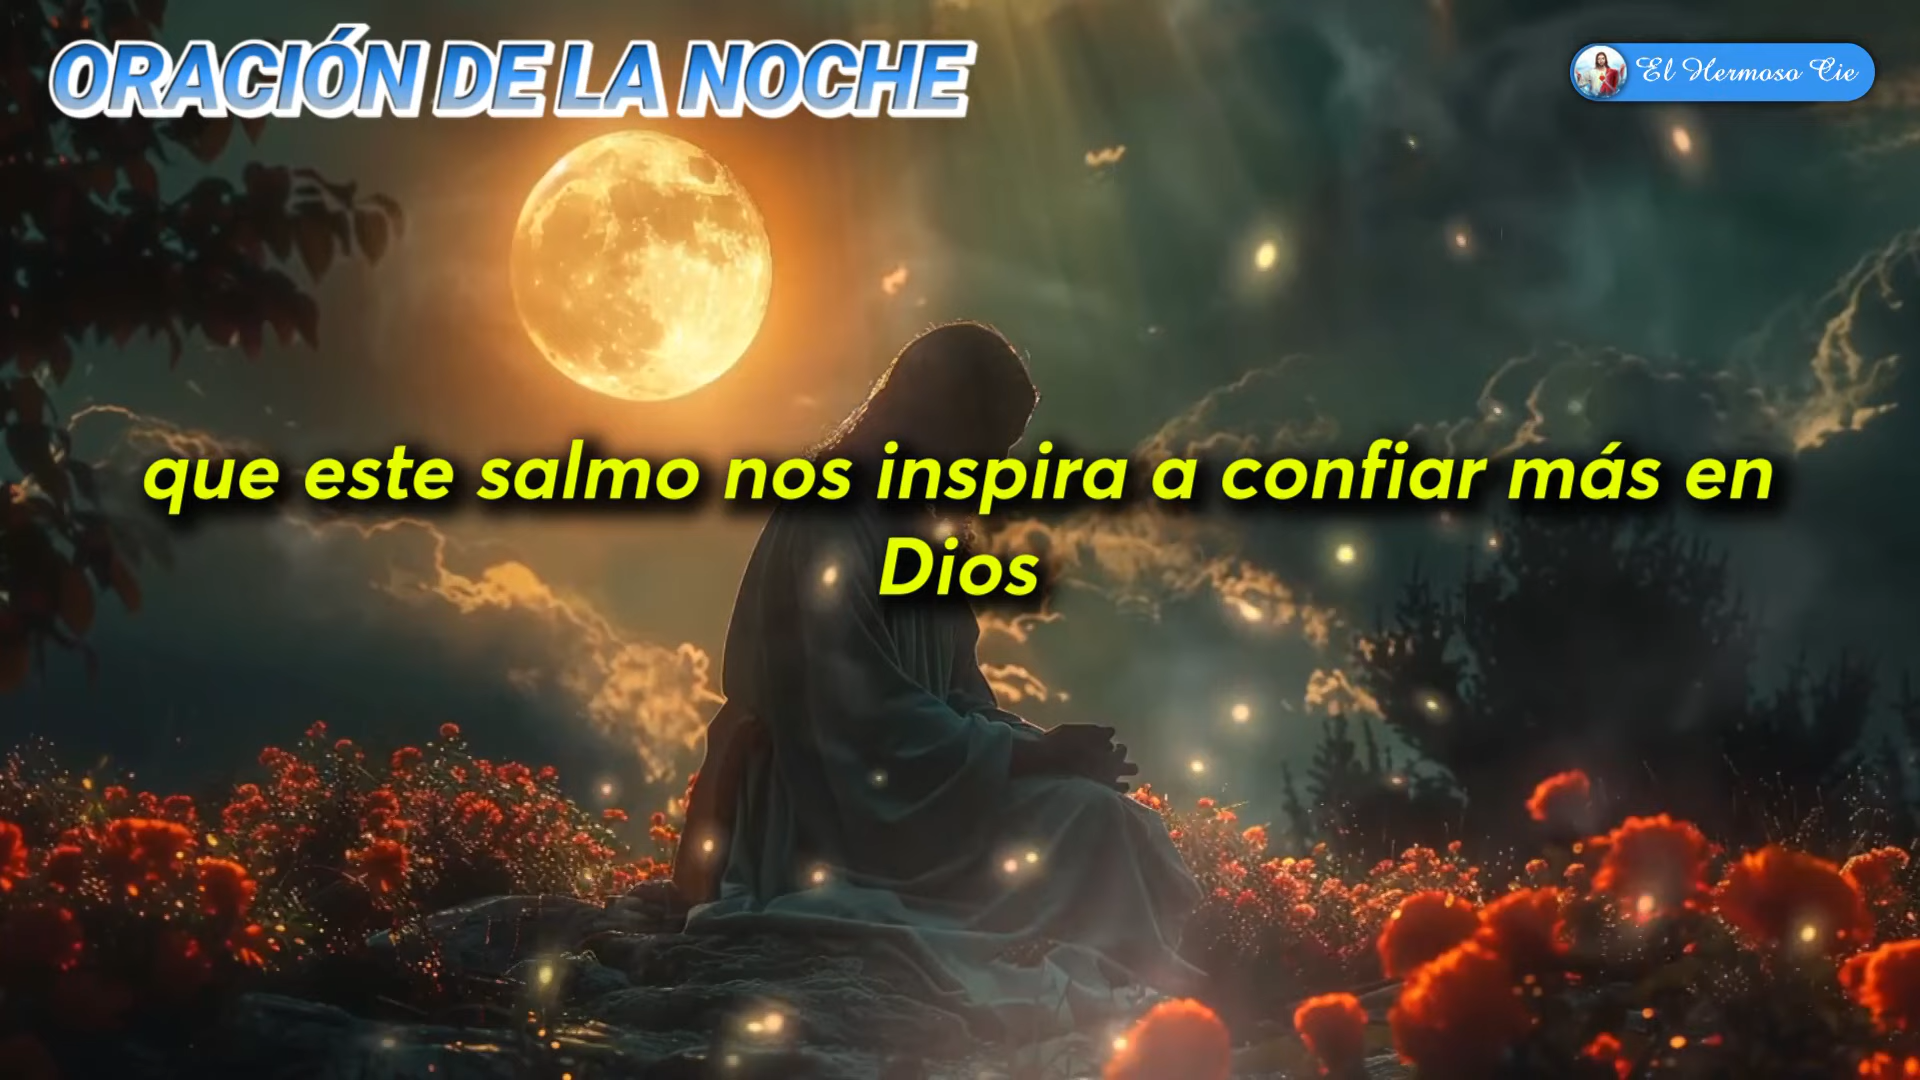 ORACIÓN DE LA NOCHE
El Hermoso Cie
que este salmo nos inspira a confiar más en
Dios